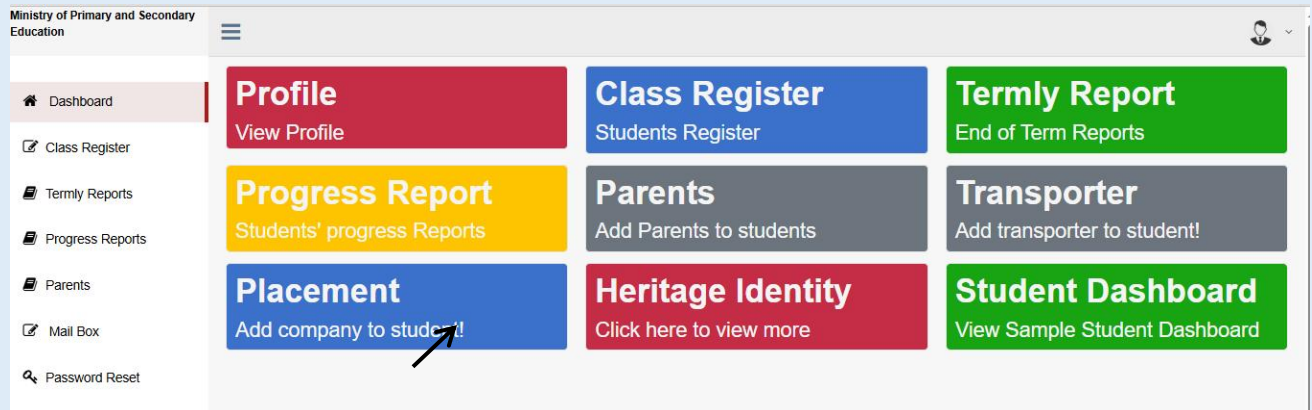 Ministry of Primary and Secondary
Education
Dashboard
Class Register
Termly Reports
Progress Reports
Parents
Mail Box
Password Reset
Profile
View Profile
Class Register
Students Register
Termly Report
End of Term Reports
Progress Report
Students' progress Reports
Parents
Add Parents to students
Transporter
Add transporter to student!
Placement
Add company to student!
Heritage Identity
Click here to view more
Student Dashboard
View Sample Student Dashboard